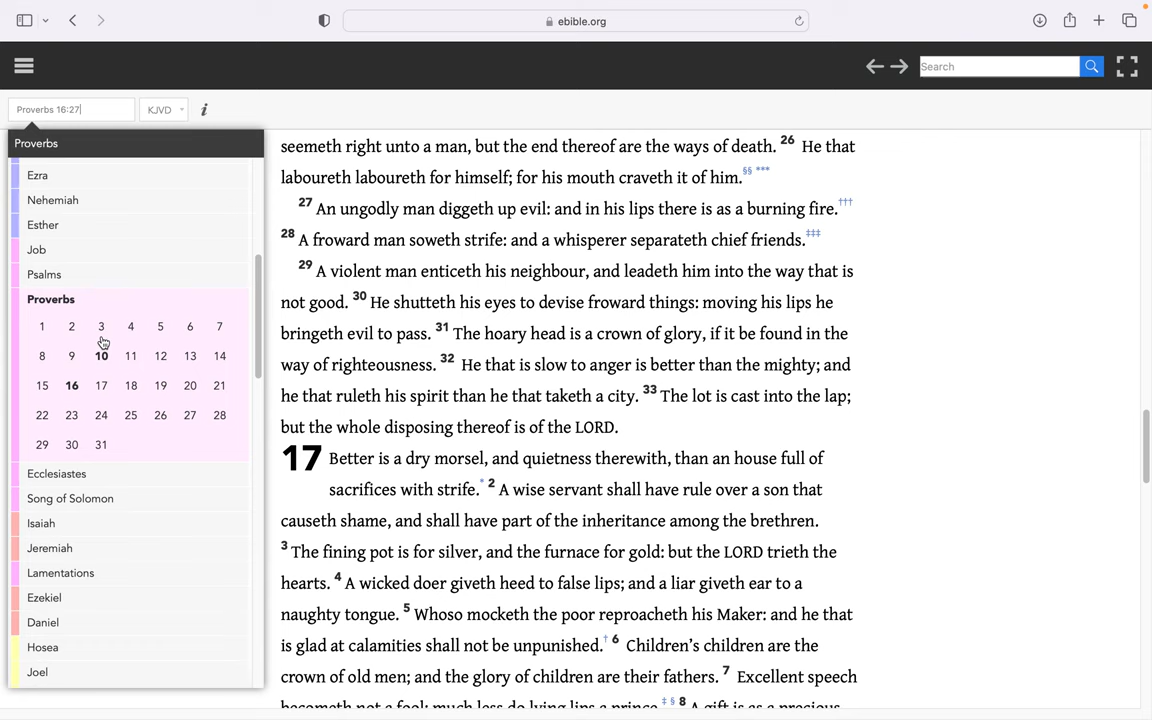 ebible.org
Search
Proverbs 16:27
KJVD
i
Proverbs
Ezra
Nehemiah
Esther
Job
Psalms
Proverbs
1 2 3 4 5 6 7
8 9 10 11 12 13 14
15 16 17 18 19 20 21
22 23 24 25 26 27 28
29 30 31
Ecclesiastes
Song of Solomon
Isaiah
Jeremiah
Lamentations
Ezekiel
Daniel
Hosea
Joel
seemeth right unto a man, but the end thereof are the ways of death. 26 He that
laboureth laboureth for himself; for his mouth craveth it of him.§§ ***
27 An ungodly man diggeth up evil: and in his lips there is as a burning fire.†††
28 A froward man soweth strife: and a whisperer separateth chief friends.‡‡‡
29 A violent man enticeth his neighbour, and leadeth him into the way that is
not good. 30 He shutteth his eyes to devise froward things: moving his lips he
bringeth evil to pass. 31 The hoary head is a crown of glory, if it be found in the
way of righteousness. 32 He that is slow to anger is better than the mighty; and
he that ruleth his spirit than he that taketh a city. 33 The lot is cast into the lap;
but the whole disposing thereof is of the LORD.
17 Better is a dry morsel, and quietness therewith, than an house full of
sacrifices with strife.* 2 A wise servant shall have rule over a son that
causeth shame, and shall have part of the inheritance among the brethren.
3 The fining pot is for silver, and the furnace for gold: but the LORD trieth the
hearts. 4 A wicked doer giveth heed to false lips; and a liar giveth ear to a
naughty tongue. 5 Whoso mocketh the poor reproacheth his Maker: and he that
is glad at calamities shall not be unpunished.† 6 Children's children are the
crown of old men; and the glory of children are their fathers. 7 Excellent speech
becometh not a fool: much less do lying lips a prince.‡ § 8 A gift is as a precious